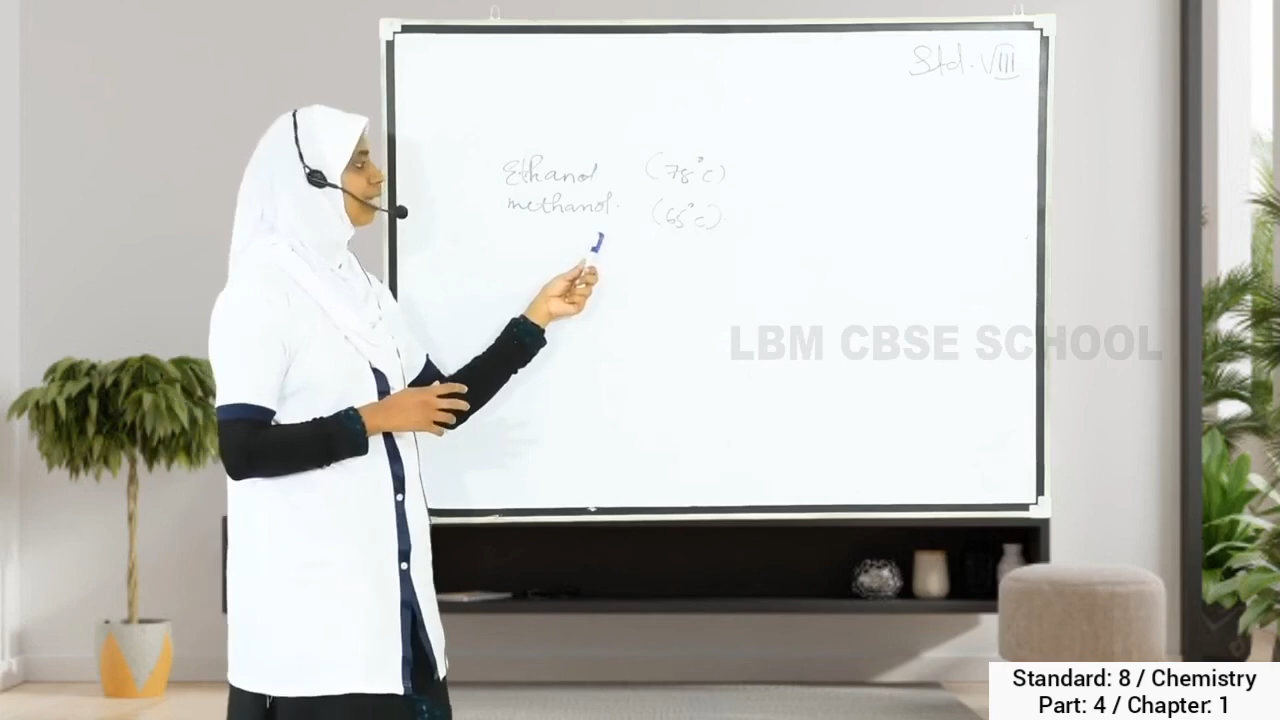 Std. VIII
Ethanol (78°c)
methanol. (65°c)
LBM CBSE SCHOOL
Standard: 8 / Chemistry
Part: 4 / Chapter: 1